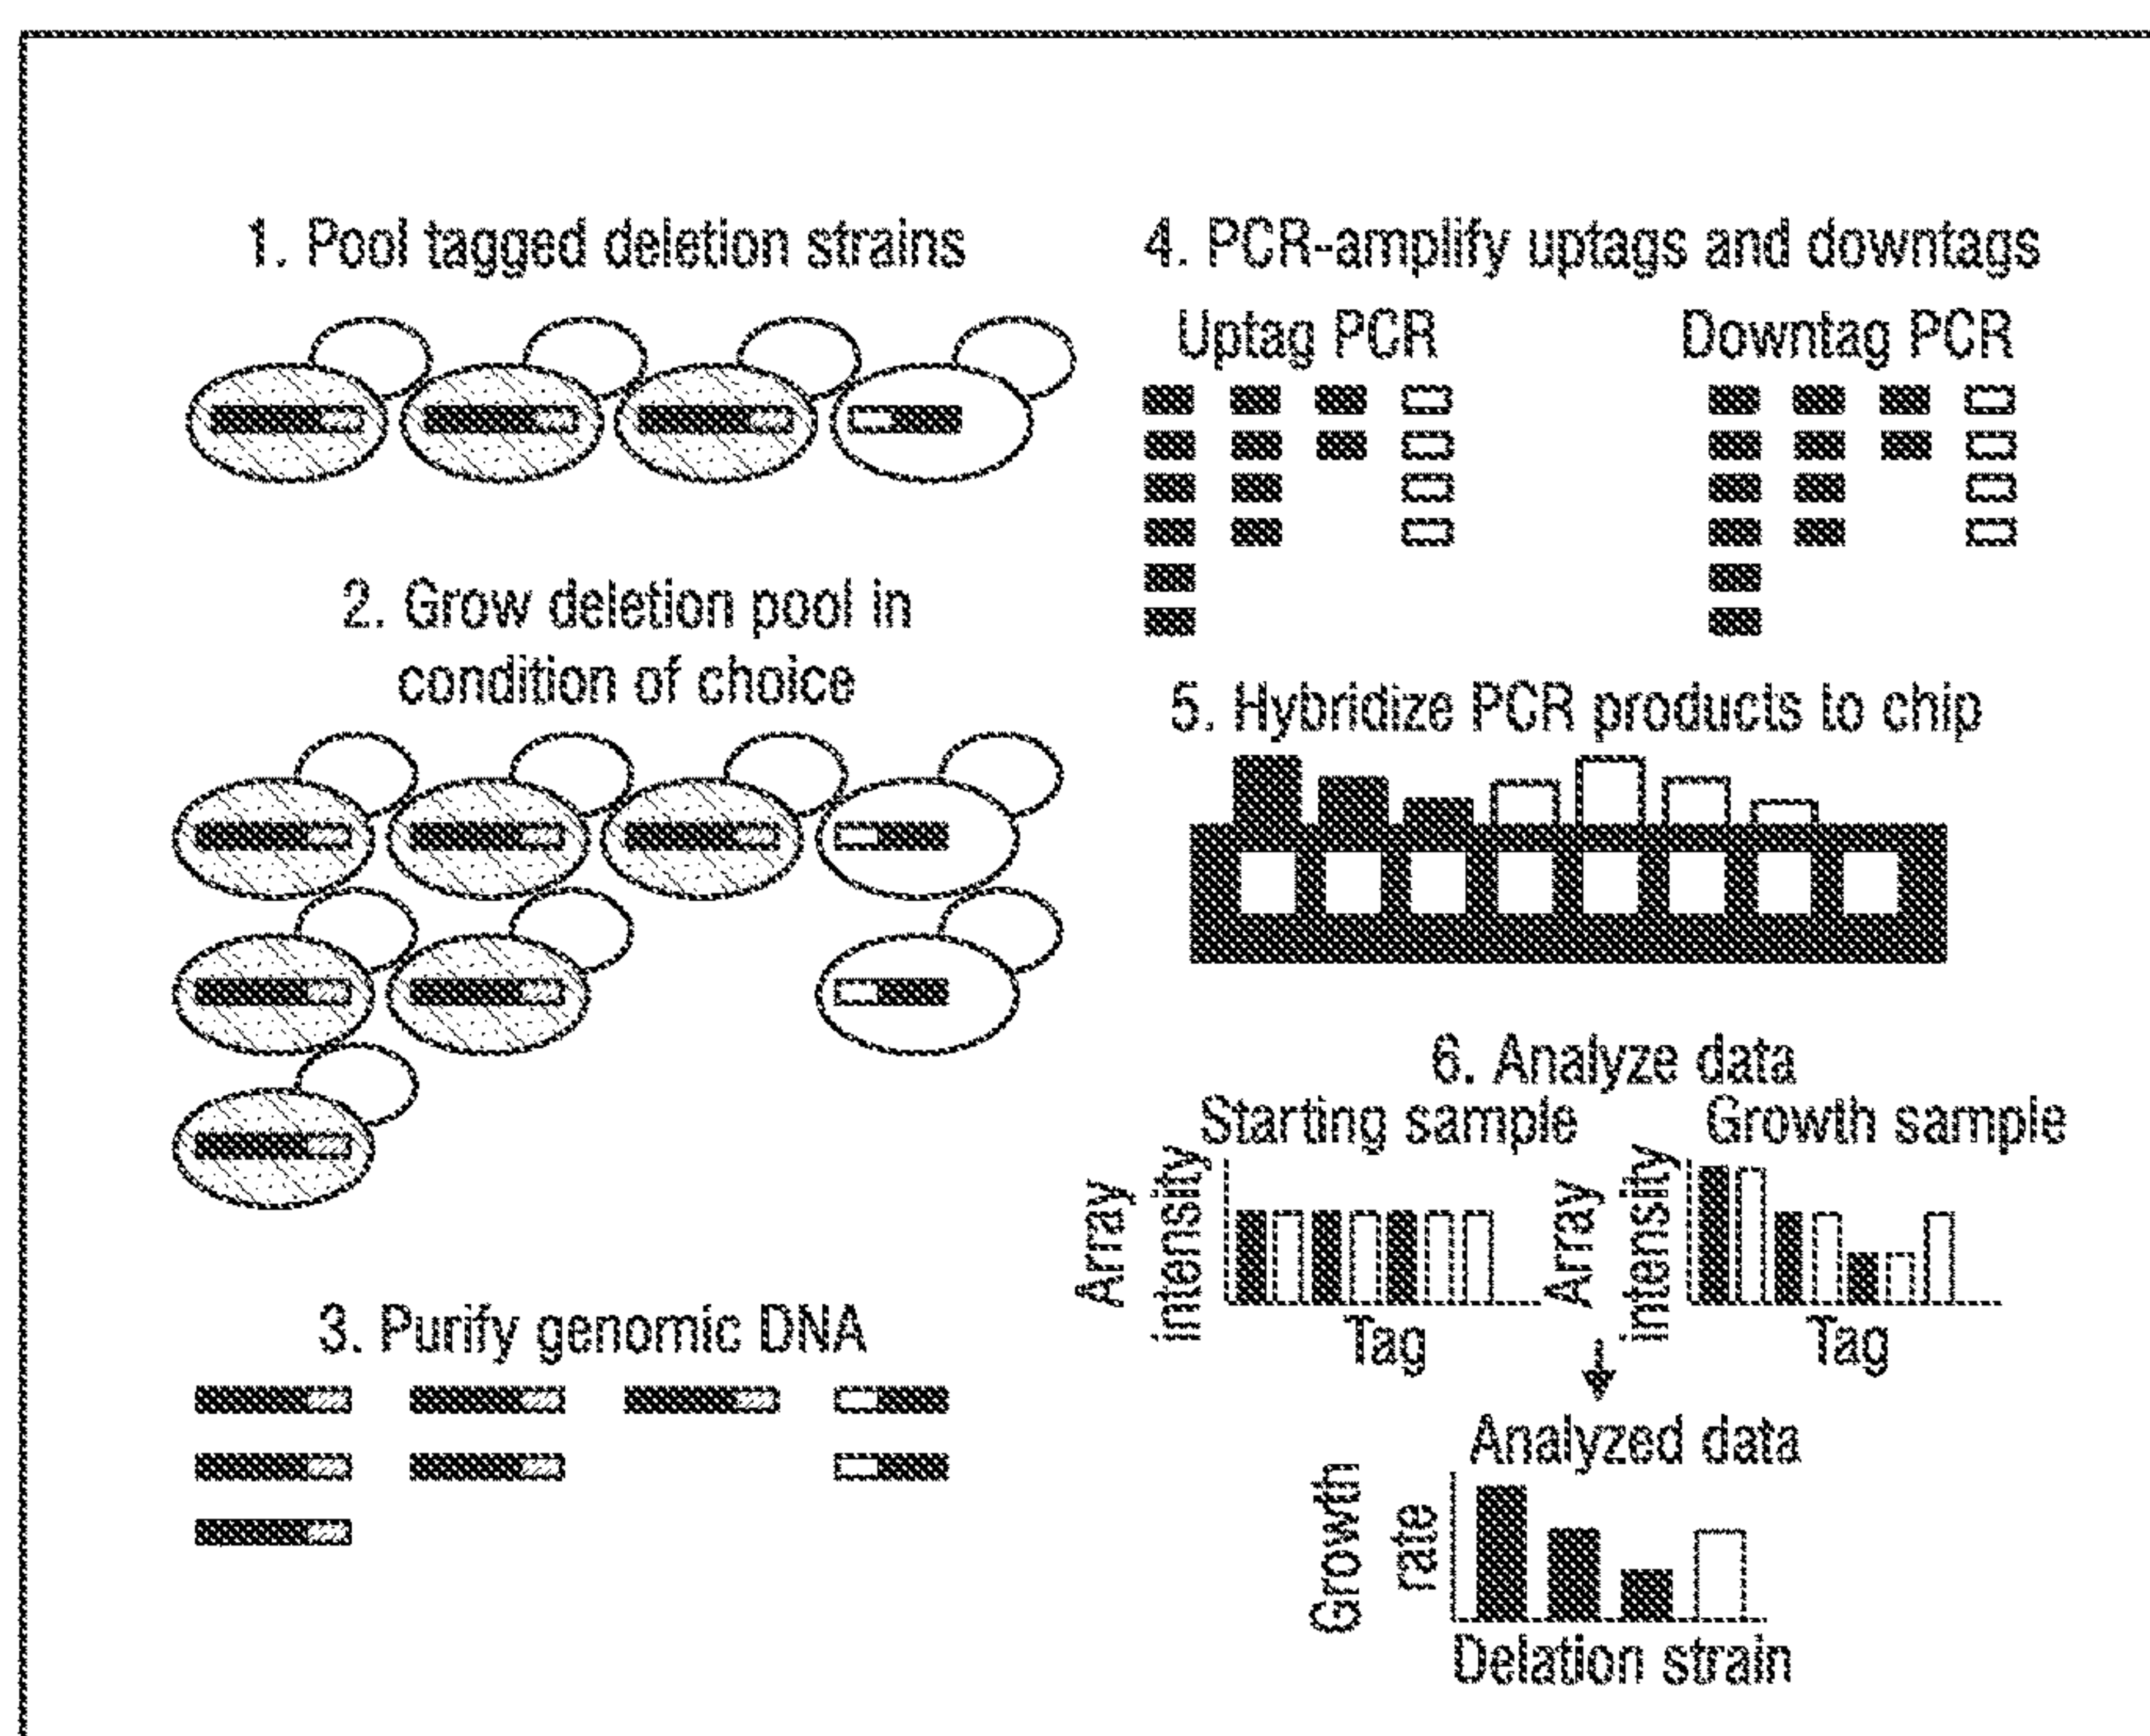 1. Pool tagged deletion strains
2. Grow deletion pool in
condition of choice
3. Purify genomic DNA
4. PCR-amplify uptags and downtags
Uptag PCR
Downtag PCR
5. Hybridize PCR products to chip
6. Analyze data
Starting sample
Array
intensity
Tag
Growth sample
Array
intensity
Tag
Analyzed data
Growth
rate
Delation strain